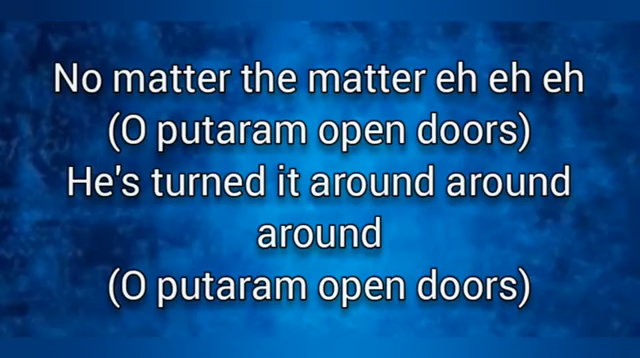 No matter the matter eh eh eh
(O putaram open doors)
He's turned it around around
around
(O putaram open doors)